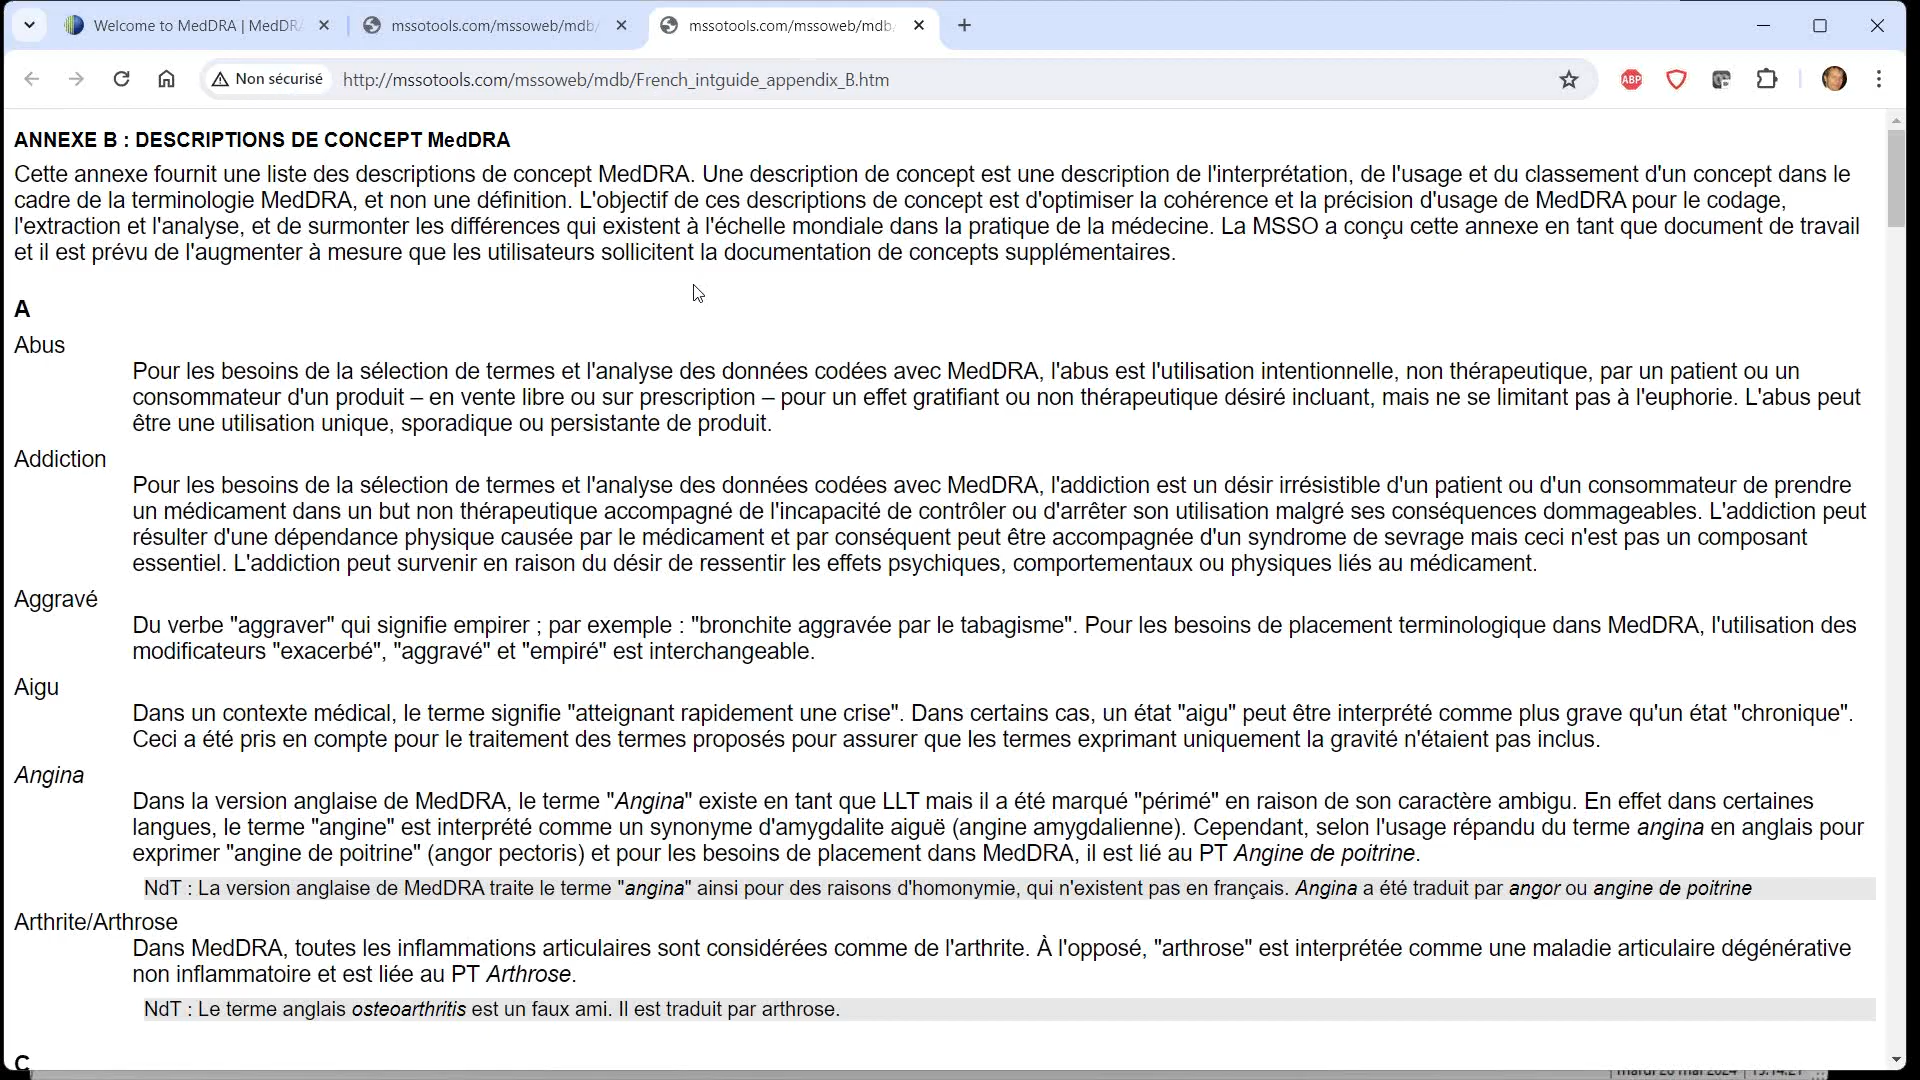 Welcome to MedDRA | MedDR
mssotools.com/mssoweb/mdb/
mssotools.com/mssoweb/mdb/
Non sécurisé
http://mssotools.com/mssoweb/mdb/French_intguide_appendix_B.htm
ABP
ANNEXE B : DESCRIPTIONS DE CONCEPT MedDRA
Cette annexe fournit une liste des descriptions de concept MedDRA. Une description de concept est une description de l'interprétation, de l'usage et du classement d'un concept dans le
cadre de la terminologie MedDRA, et non une définition. L'objectif de ces descriptions de concept est d'optimiser la cohérence et la précision d'usage de MedDRA pour le codage,
l'extraction et l'analyse, et de surmonter les différences qui existent à l'échelle mondiale dans la pratique de la médecine. La MSSO a conçu cette annexe en tant que document de travail
et il est prévu de l'augmenter à mesure que les utilisateurs sollicitent la documentation de concepts supplémentaires.
A
Abus
Pour les besoins de la sélection de termes et l'analyse des données codées avec MedDRA, l'abus est l'utilisation intentionnelle, non thérapeutique, par un patient ou un
consommateur d'un produit – en vente libre ou sur prescription – pour un effet gratifiant ou non thérapeutique désiré incluant, mais ne se limitant pas à l'euphorie. L'abus peut
être une utilisation unique, sporadique ou persistante de produit.
Addiction
Pour les besoins de la sélection de termes et l'analyse des données codées avec MedDRA, l'addiction est un désir irrésistible d'un patient ou d'un consommateur de prendre
un médicament dans un but non thérapeutique accompagné de l'incapacité de contrôler ou d'arrêter son utilisation malgré ses conséquences dommageables. L'addiction peut
résulter d'une dépendance physique causée par le médicament et par conséquent peut être accompagnée d'un syndrome de sevrage mais ceci n'est pas un composant
essentiel. L'addiction peut survenir en raison du désir de ressentir les effets psychiques, comportementaux ou physiques liés au médicament.
Aggravé
Du verbe "aggraver" qui signifie empirer ; par exemple : "bronchite aggravée par le tabagisme". Pour les besoins de placement terminologique dans MedDRA, l'utilisation des
modificateurs "exacerbé", "aggravé" et "empiré" est interchangeable.
Aigu
Dans un contexte médical, le terme signifie "atteignant rapidement une crise". Dans certains cas, un état "aigu" peut être interprété comme plus grave qu'un état "chronique".
Ceci a été pris en compte pour le traitement des termes proposés pour assurer que les termes exprimant uniquement la gravité n'étaient pas inclus.
Angina
Dans la version anglaise de MedDRA, le terme "Angina" existe en tant que LLT mais il a été marqué "périmé" en raison de son caractère ambigu. En effet dans certaines
langues, le terme "angine" est interprété comme un synonyme d'amygdalite aiguë (angine amygdalienne). Cependant, selon l'usage répandu du terme angina en anglais pour
exprimer "angine de poitrine" (angor pectoris) et pour les besoins de placement dans MedDRA, il est lié au PT Angine de poitrine.
NdT : La version anglaise de MedDRA traite le terme "angina" ainsi pour des raisons d'homonymie, qui n'existent pas en français. Angina a été traduit par angor ou angine de poitrine
Arthrite/Arthrose
Dans MedDRA, toutes les inflammations articulaires sont considérées comme de l'arthrite. À l'opposé, "arthrose" est interprétée comme une maladie articulaire dégénérative
non inflammatoire et est liée au PT Arthrose.
NdT : Le terme anglais osteoarthritis est un faux ami. Il est traduit par arthrose.
C